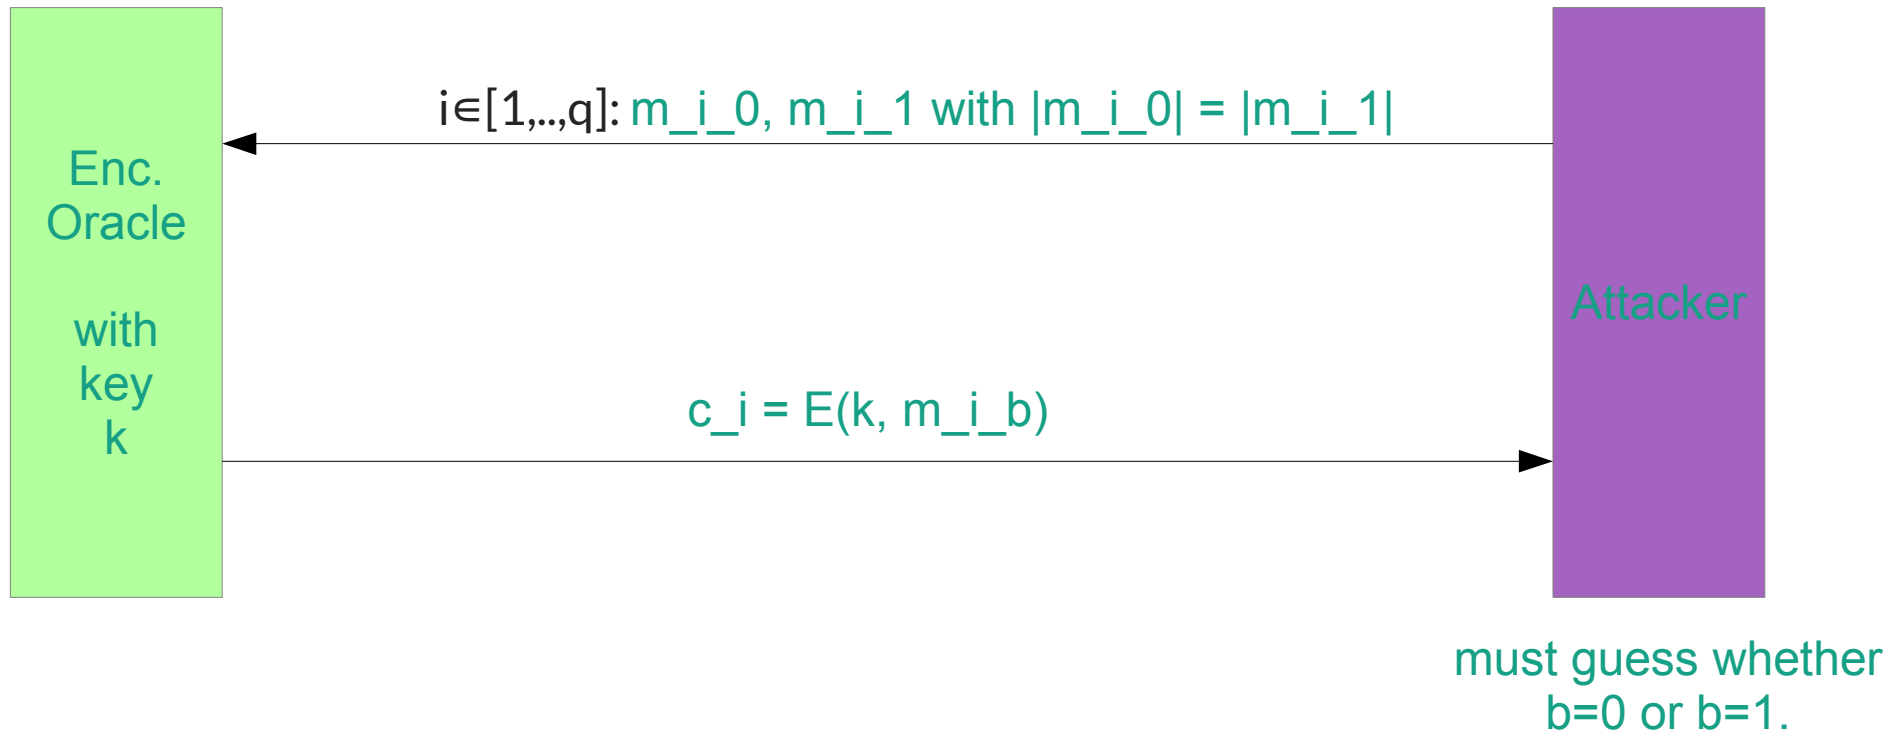 i∈[1,..,q]: m_i_0, m_i_1 with |m_i_0| = |m_i_1|
Enc.
Oracle
with
key
k
Attacker
c_i = E(k, m_i_b)
must guess whether
b=0 or b=1.